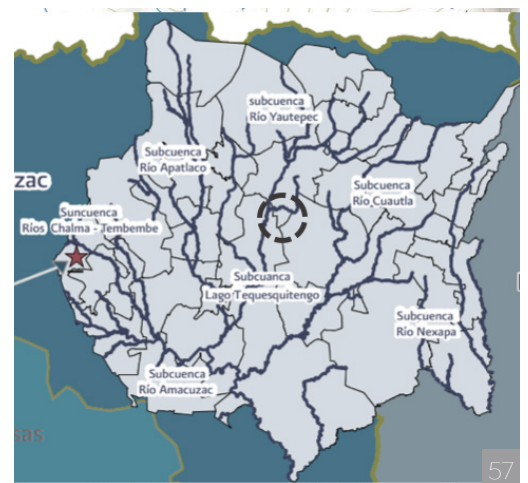 subcuenca
Río Yautepec
Subcuenca
Río Apatlaco
zac
Subcuenca
Río Cuautla
Suncuenca
Ríos Chalma - Tembembe
Subcuanca
Lago Tequesquitengo
Subcuenca
Río Nexapa
Subcuenca
Río Amacuzac
sas
57